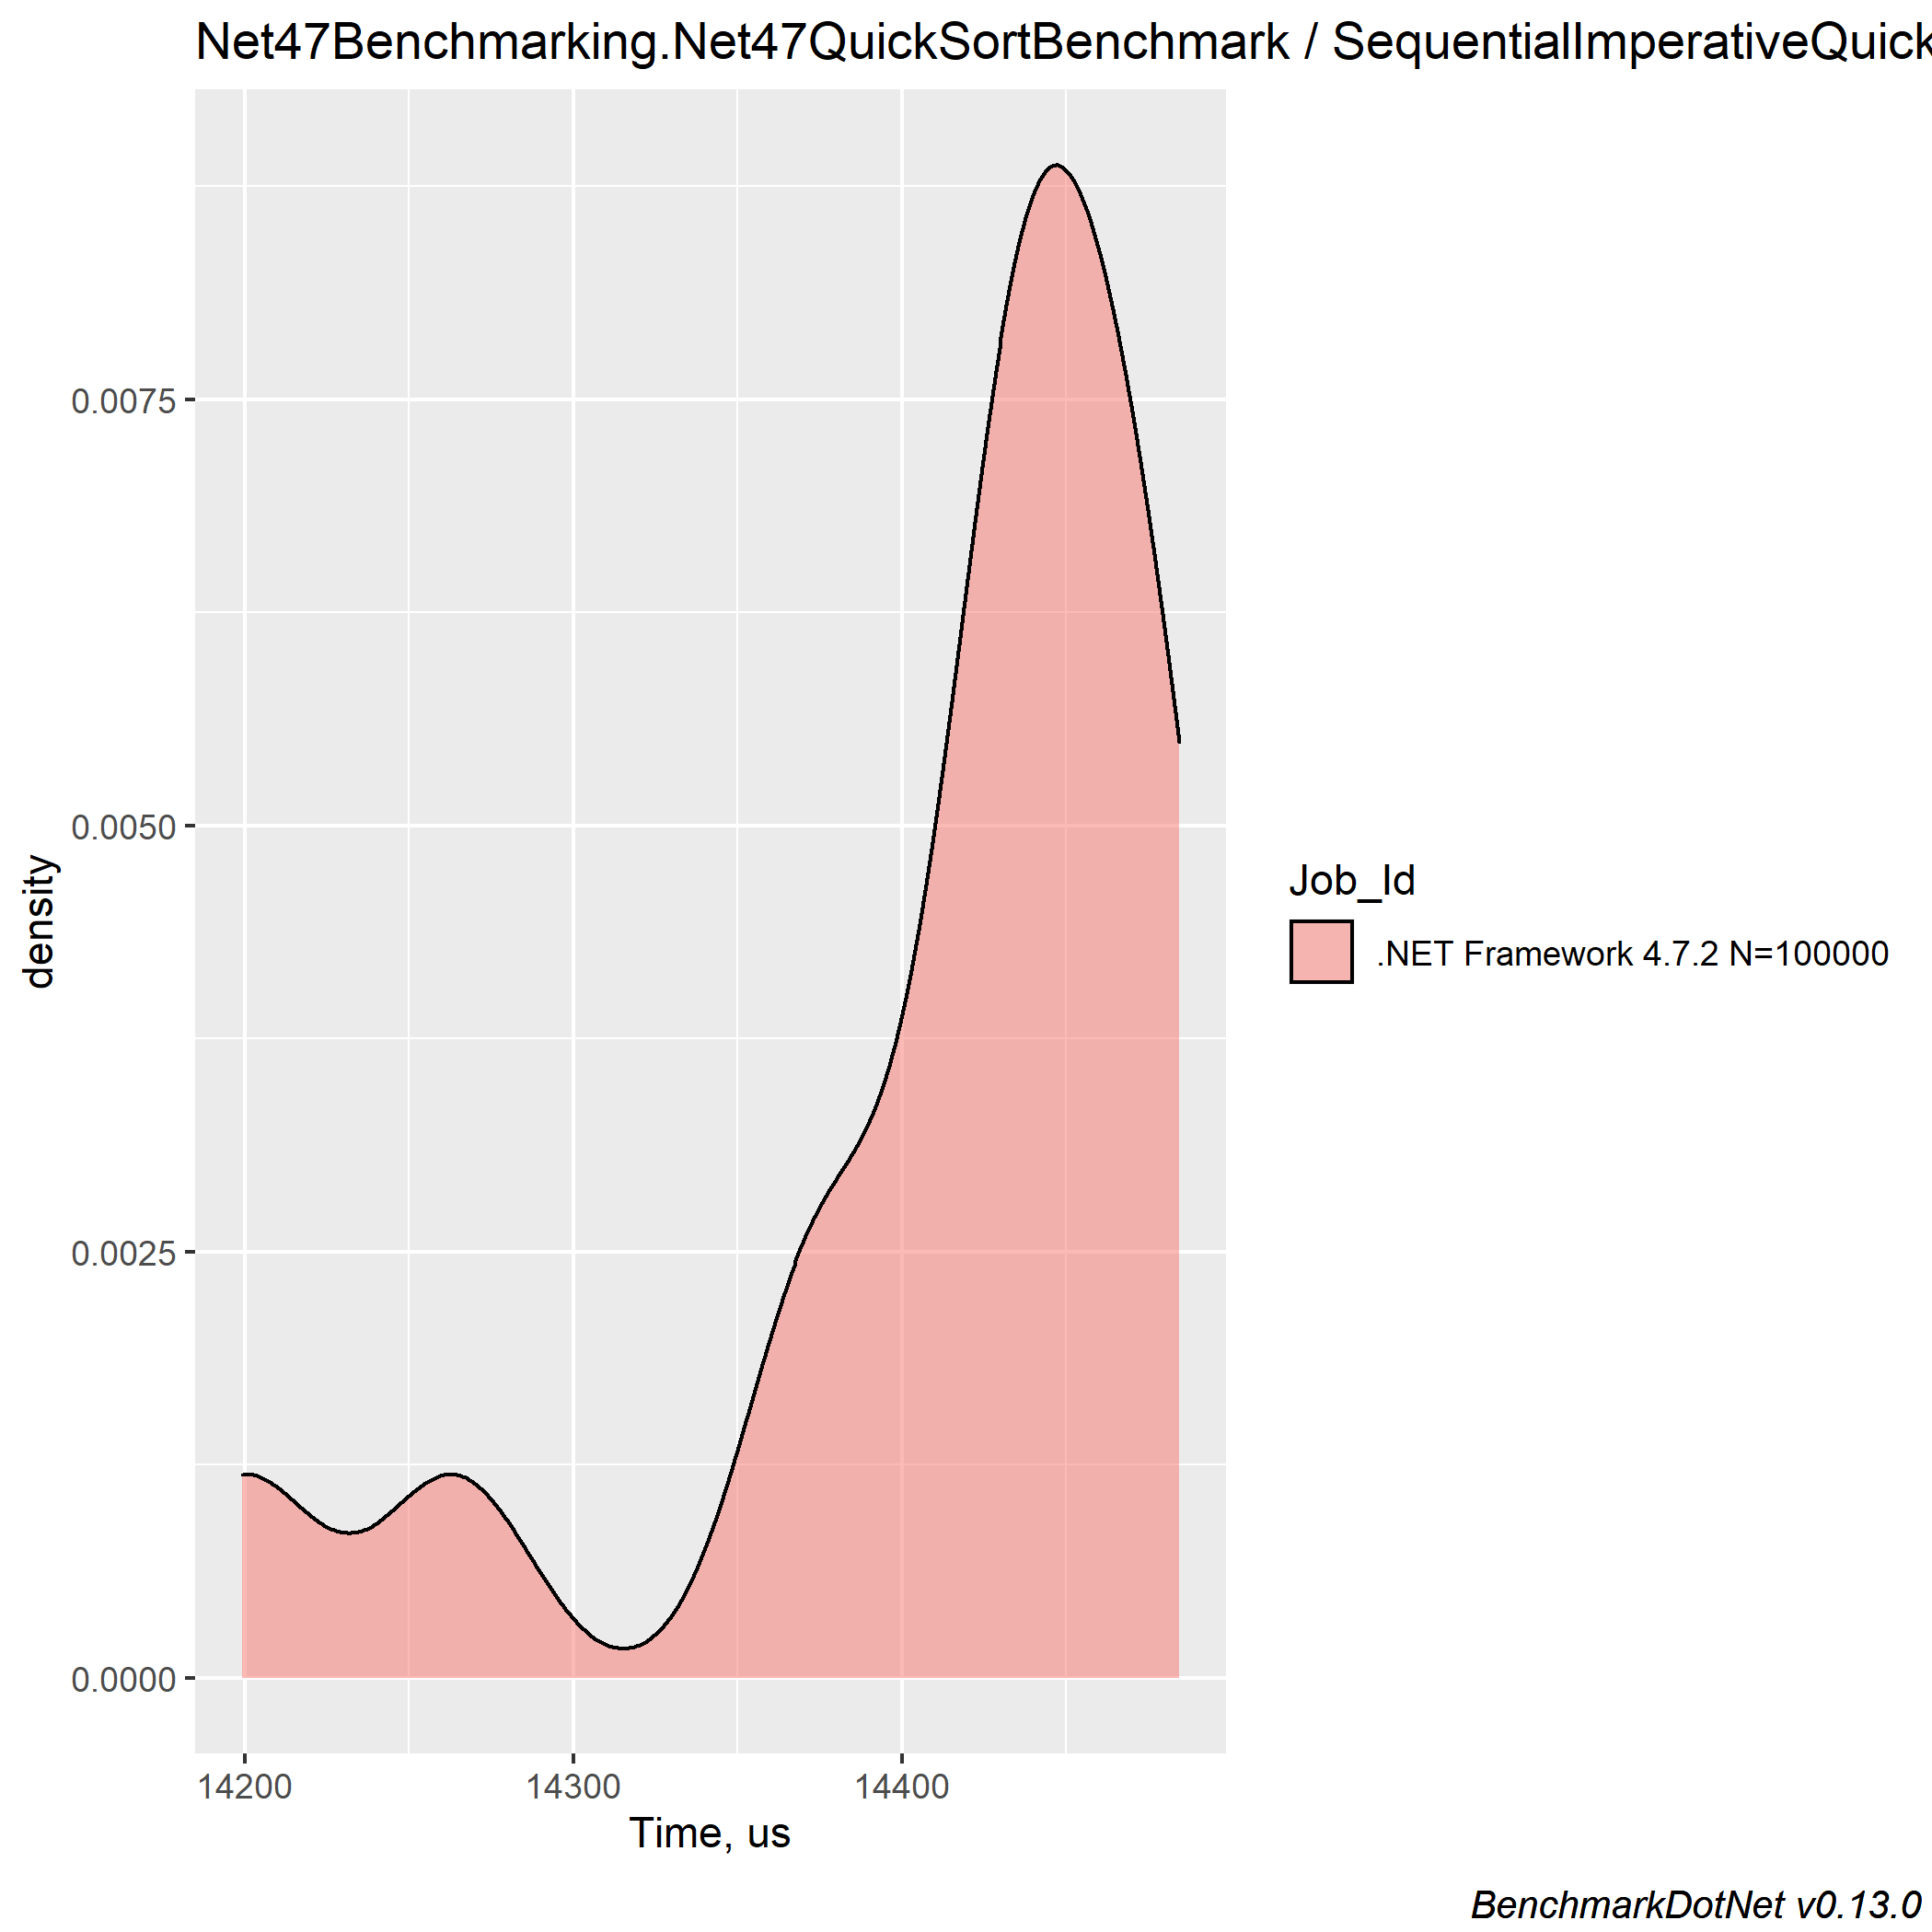 Net47Benchmarking.Net47QuickSortBenchmark / SequentialImperativeQuick
0.0075
0.0050
0.0025
0.0000
density
14200 14300 14400
Time, us
Job_Id
.NET Framework 4.7.2 N=100000
BenchmarkDotNet v0.13.0